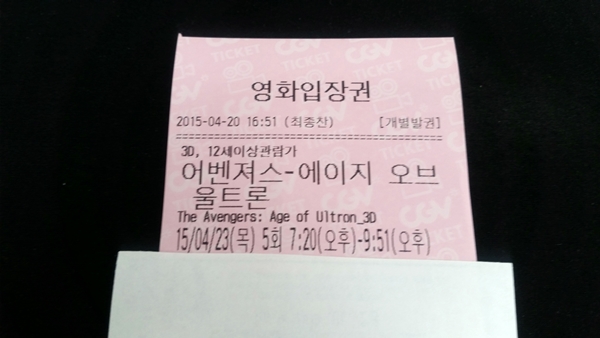 영화입장권
2015-04-20 16:51 (최종찬) [개별발권]
3D, 12세이상관람가
어벤져스-에이지 오브
울트론
The Avengers: Age of Ultron_3D
15/04/23(목) 5회 7:20(오후)-9:51(오후)
CGV
TICKET